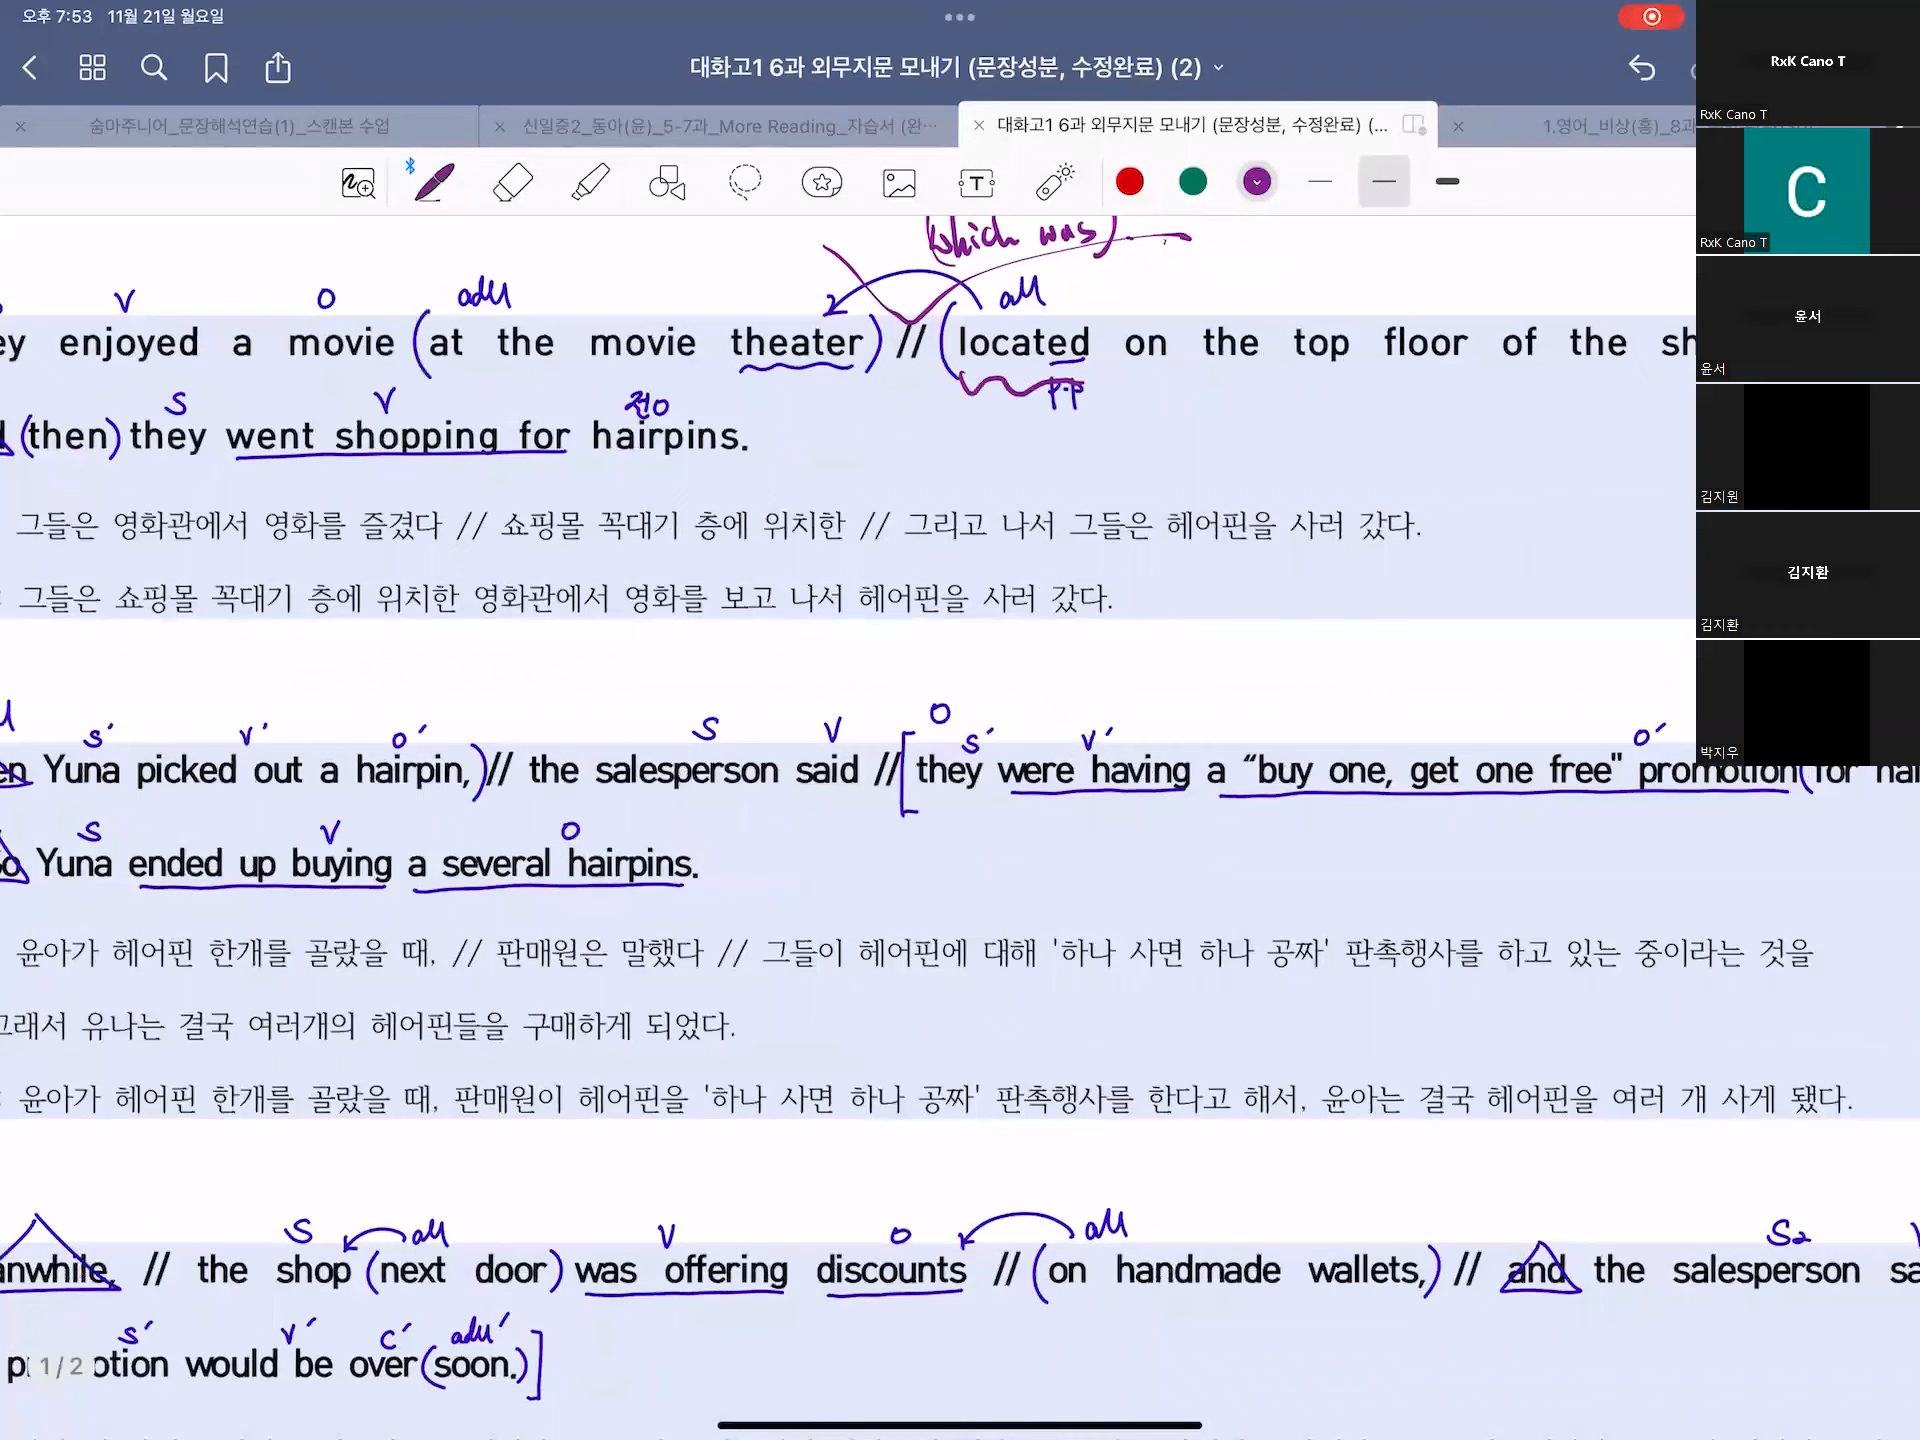 오후 7:53 11월 21일 월요일
대화고1 6과 외무지문 모내기 (문장성분, 수정완료) (2)
숨마주니어_문장해석연습(1)_스캔본 수업
신일중2_동아(윤)_5-7과_More Reading_자습서 (완…
대화고1 6과 외무지문 모내기 (문장성분, 수정완료) (...
1.영어_비상(홍)_8과
RxK Cano T
RxK Cano T
C
RxK Cano T
윤서
윤서
김지원
김지환
김지환
박지우
(which was)
V O adv
ey enjoyed a movie (at the movie theater) // (located on the top floor of the sh
p.p
S V 전O
(then) they went shopping for hairpins.
그들은 영화관에서 영화를 즐겼다 // 쇼핑몰 꼭대기 층에 위치한 // 그리고 나서 그들은 헤어핀을 사러 갔다.
: 그들은 쇼핑몰 꼭대기 층에 위치한 영화관에서 영화를 보고 나서 헤어핀을 사러 갔다.
S' V' O' S V O S' V' O'
en Yuna picked out a hairpin,)// the salesperson said //[they were having a “buy one, get one free" promotion (for hai
S V O
so Yuna ended up buying a several hairpins.
윤아가 헤어핀 한개를 골랐을 때, // 판매원은 말했다 // 그들이 헤어핀에 대해 '하나 사면 하나 공짜' 판촉행사를 하고 있는 중이라는 것을
그래서 유나는 결국 여러개의 헤어핀들을 구매하게 되었다.
: 윤아가 헤어핀 한개를 골랐을 때, 판매원이 헤어핀을 '하나 사면 하나 공짜' 판촉행사를 한다고 해서, 윤아는 결국 헤어핀을 여러 개 사게 됐다.
S V O S2
anwhile, // the shop (next door) was offering discounts // (on handmade wallets,) // and the salesperson sa
S' V' C' adv'
p 1/2 otion would be over (soon.)]